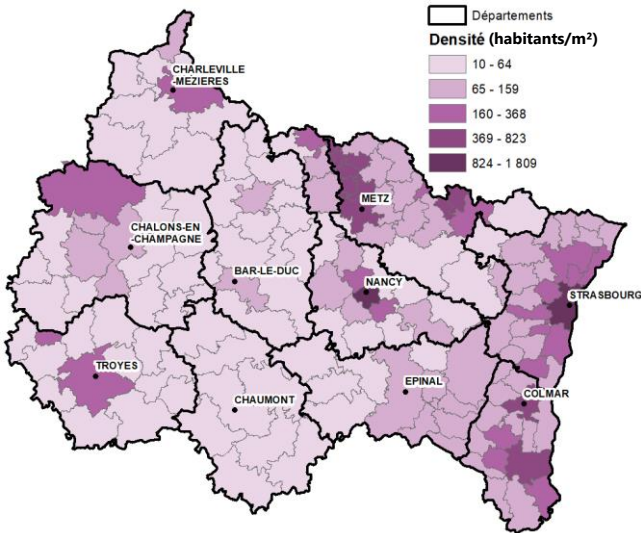 Départements
Densité (habitants/m²)
10 - 64
65 - 159
160 - 368
369 - 823
824 - 1 809
CHARLEVILLE
-MEZIERES
METZ
CHALONS-EN
-CHAMPAGNE
BAR-LE-DUC
NANCY
STRASBOURG
TROYES
EPINAL
COLMAR
CHAUMONT